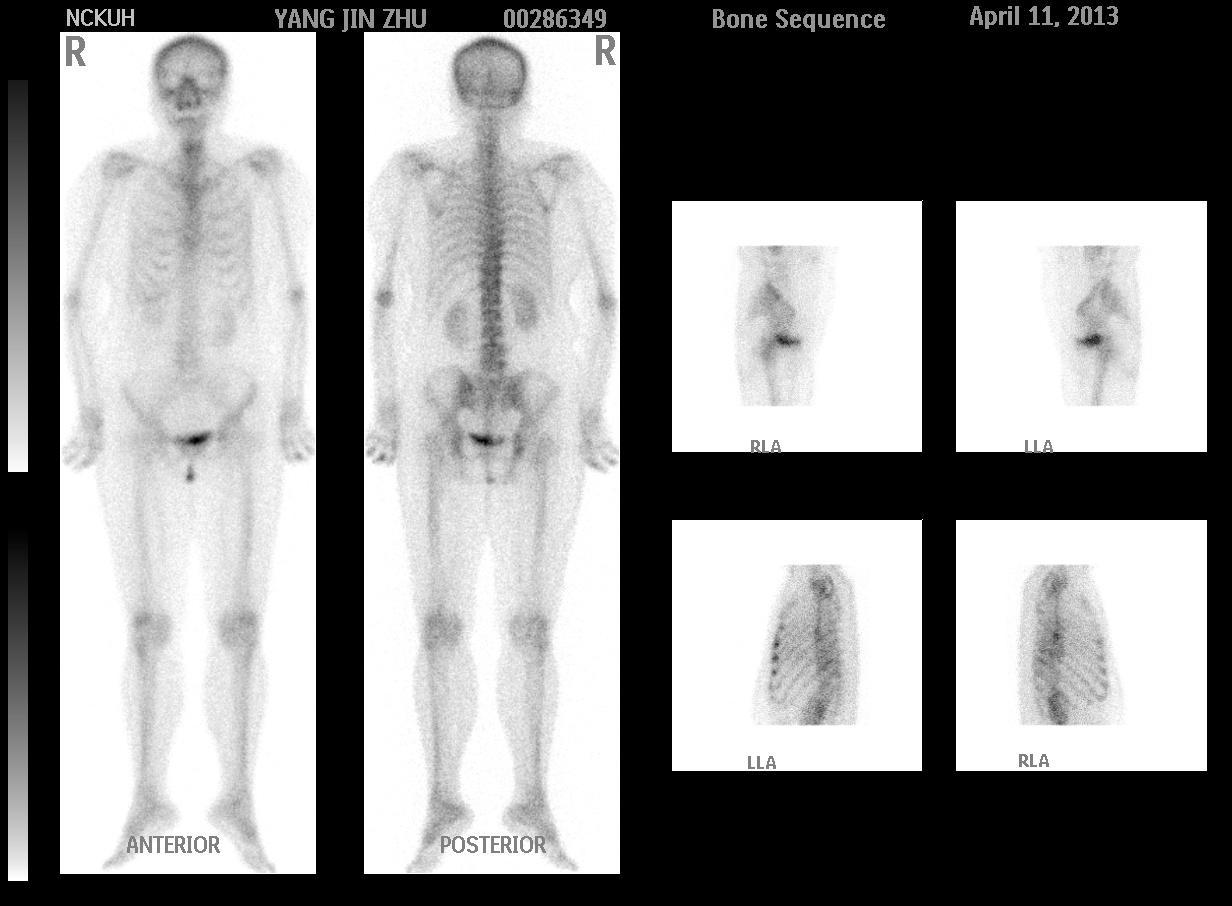 NCKUH YANG JIN ZHU 00286349 Bone Sequence April 11, 2013
R R
RLA LLA
LLA RLA
ANTERIOR POSTERIOR